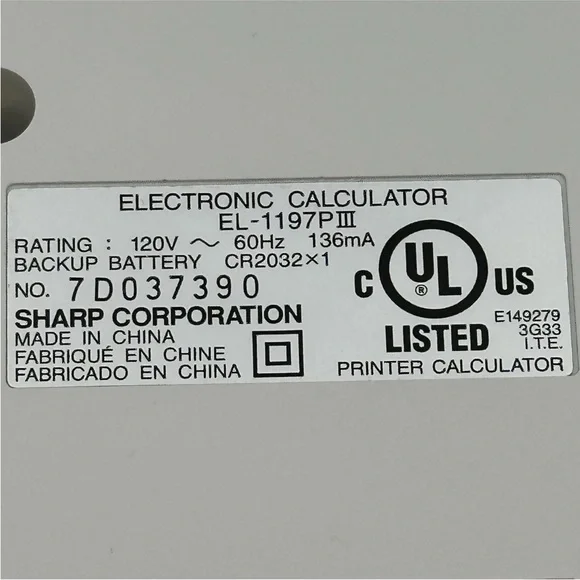 ELECTRONIC CALCULATOR
EL-1197PIII
RATING : 120V ～ 60Hz 136mA
BACKUP BATTERY CR2032×1
NO. 7D037390
SHARP CORPORATION
MADE IN CHINA
FABRIQUÉ EN CHINE
FABRICADO EN CHINA
C UL ® US
LISTED
E149279
3G33
I.T.E.
PRINTER CALCULATOR